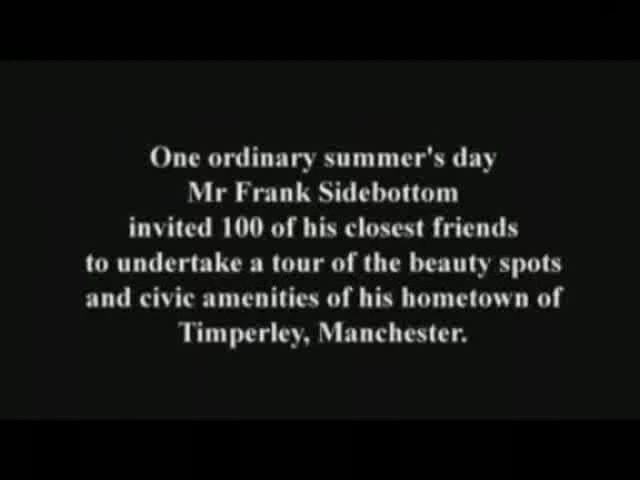 One ordinary summer's day
Mr Frank Sidebottom
invited 100 of his closest friends
to undertake a tour of the beauty spots
and civic amenities of his hometown of
Timperley, Manchester.